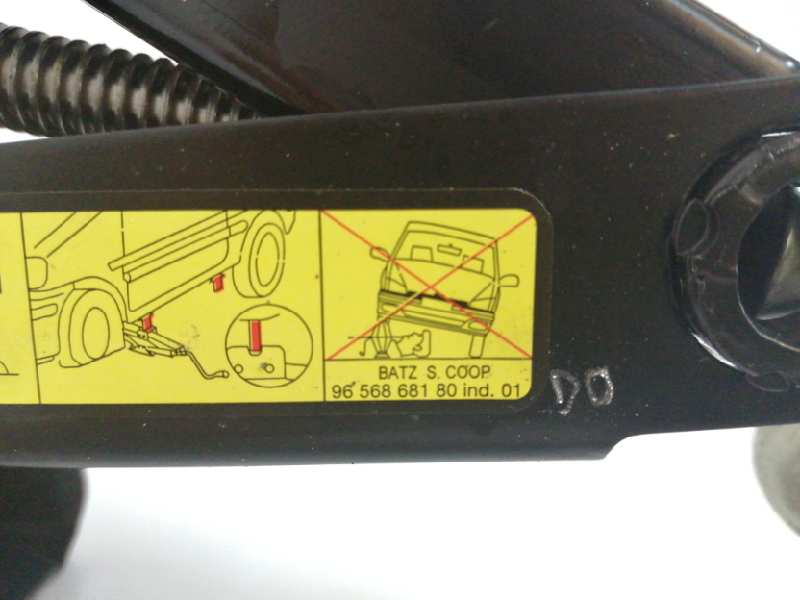 BATZ S. COOP.
96 568 681 80 ind. 01
DO